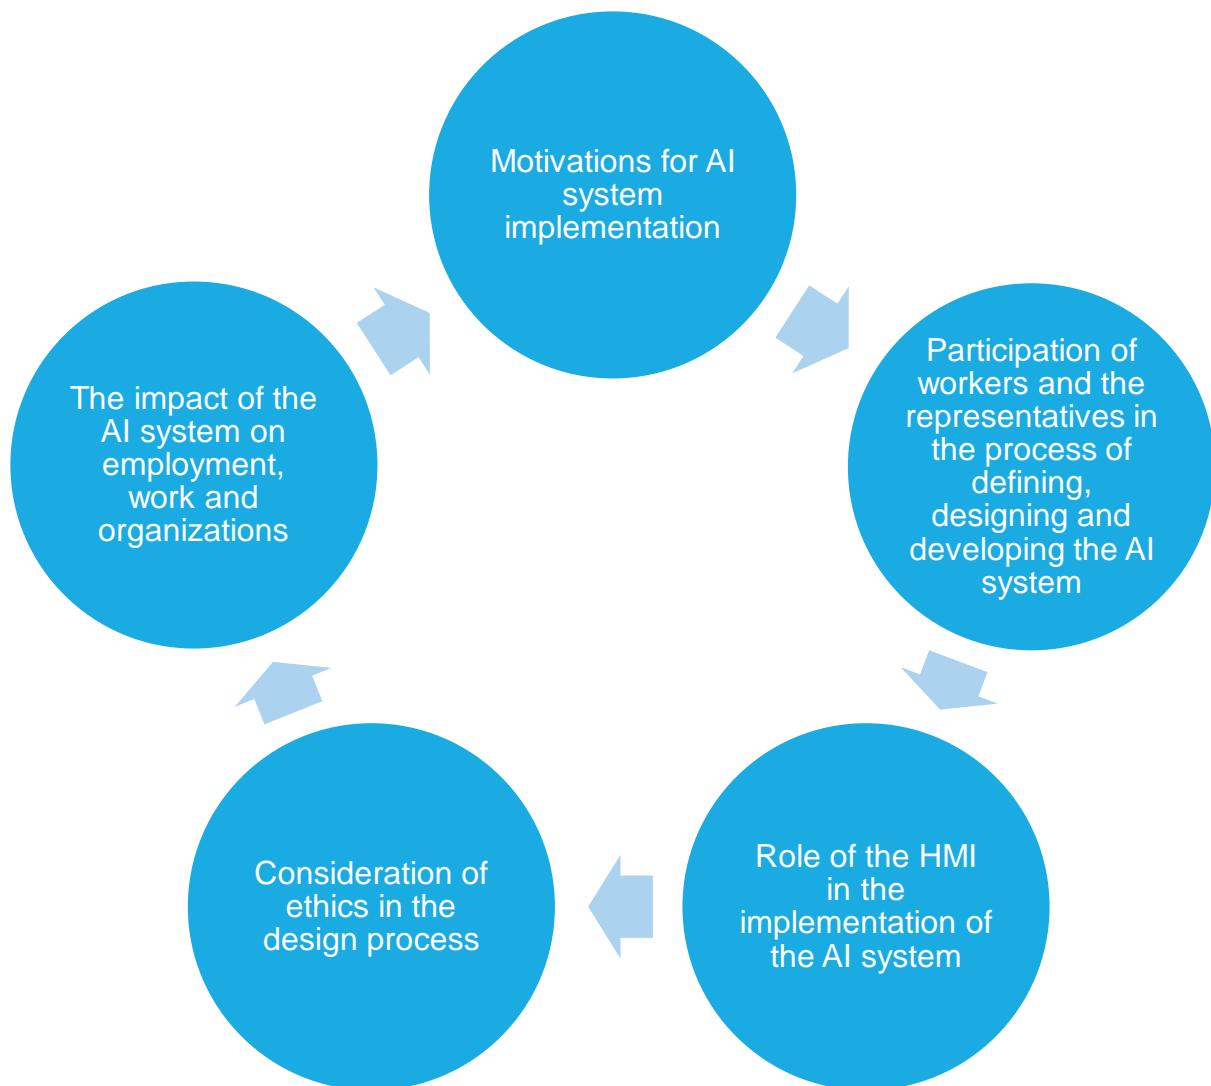 Motivations for AI
system
implementation
Participation of
workers and the
representatives in
the process of
defining,
designing and
developing the AI
system
Role of the HMI
in the
implementation of
the AI system
Consideration of
ethics in the
design process
The impact of the
AI system on
employment,
work and
organizations